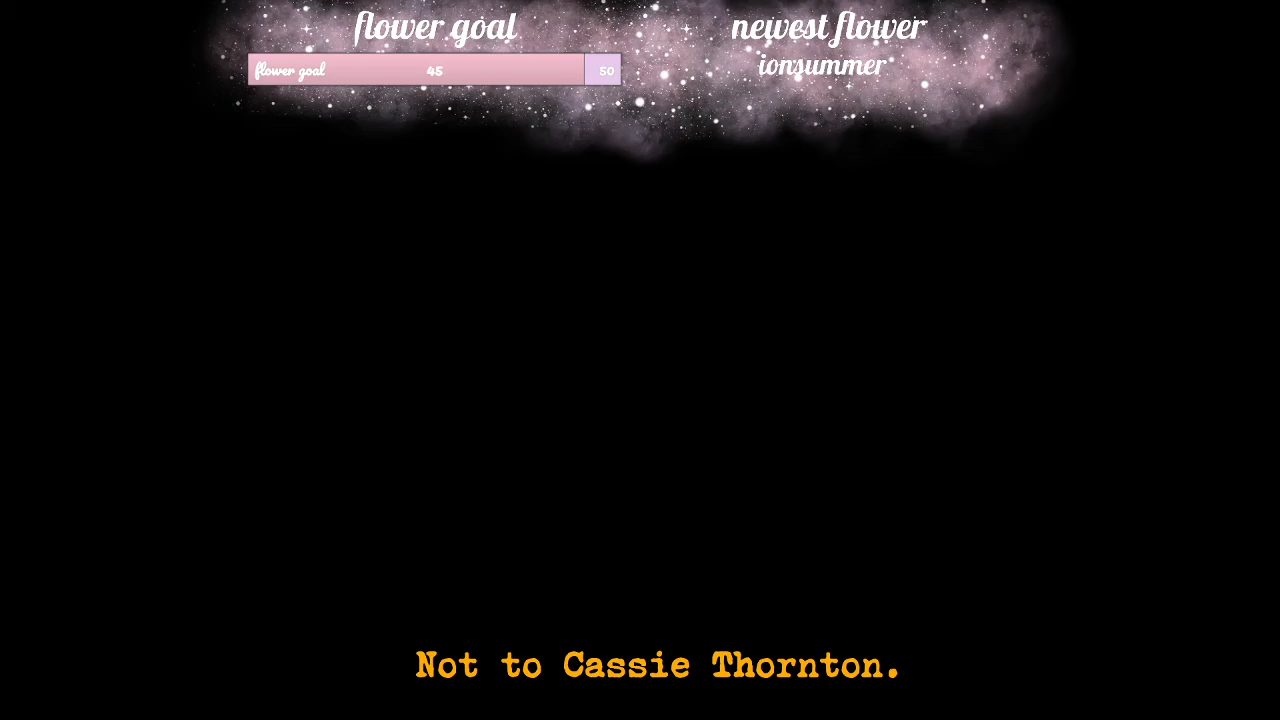 flower goal
flower goal 45 50
newest flower
ionsummer
Not to Cassie Thornton.